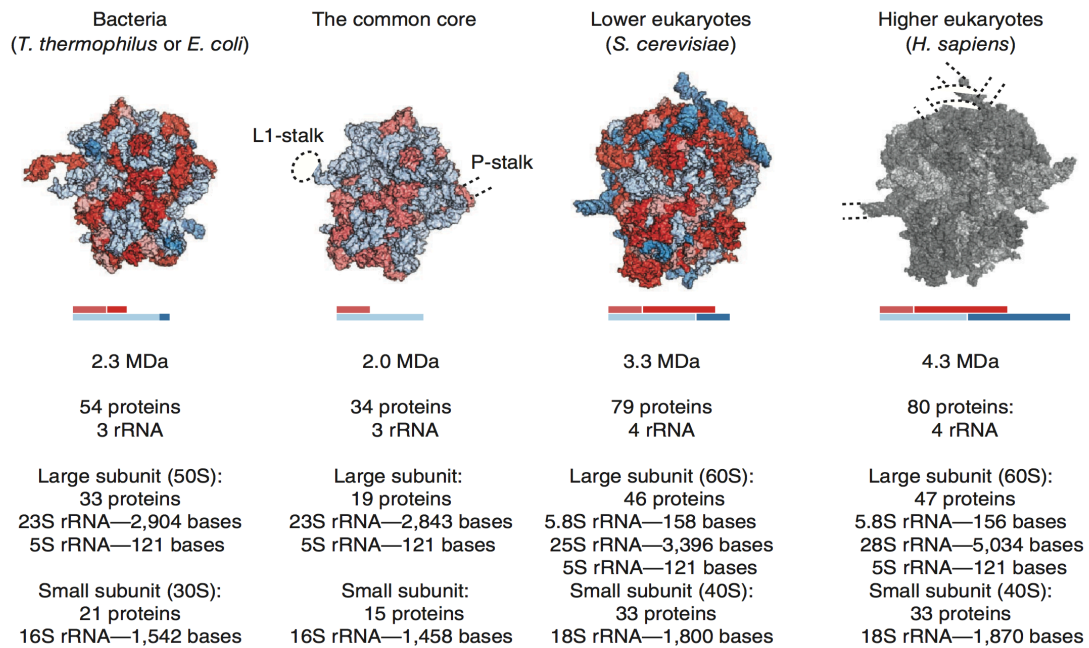 Bacteria
(T. thermophilus or E. coli)
The common core
Lower eukaryotes
(S. cerevisiae)
Higher eukaryotes
(H. sapiens)
L1-stalk
P-stalk
2.3 MDa
2.0 MDa
3.3 MDa
4.3 MDa
54 proteins
3 rRNA
34 proteins
3 rRNA
79 proteins
4 rRNA
80 proteins:
4 rRNA
Large subunit (50S):
33 proteins
23S rRNA—2,904 bases
5S rRNA—121 bases
Large subunit:
19 proteins
23S rRNA—2,843 bases
5S rRNA—121 bases
Large subunit (60S):
46 proteins
5.8S rRNA—158 bases
25S rRNA—3,396 bases
5S rRNA—121 bases
Large subunit (60S):
47 proteins
5.8S rRNA—156 bases
28S rRNA—5,034 bases
5S rRNA—121 bases
Small subunit (30S):
21 proteins
16S rRNA—1,542 bases
Small subunit:
15 proteins
16S rRNA—1,458 bases
Small subunit (40S):
33 proteins
18S rRNA—1,800 bases
Small subunit (40S):
33 proteins
18S rRNA—1,870 bases